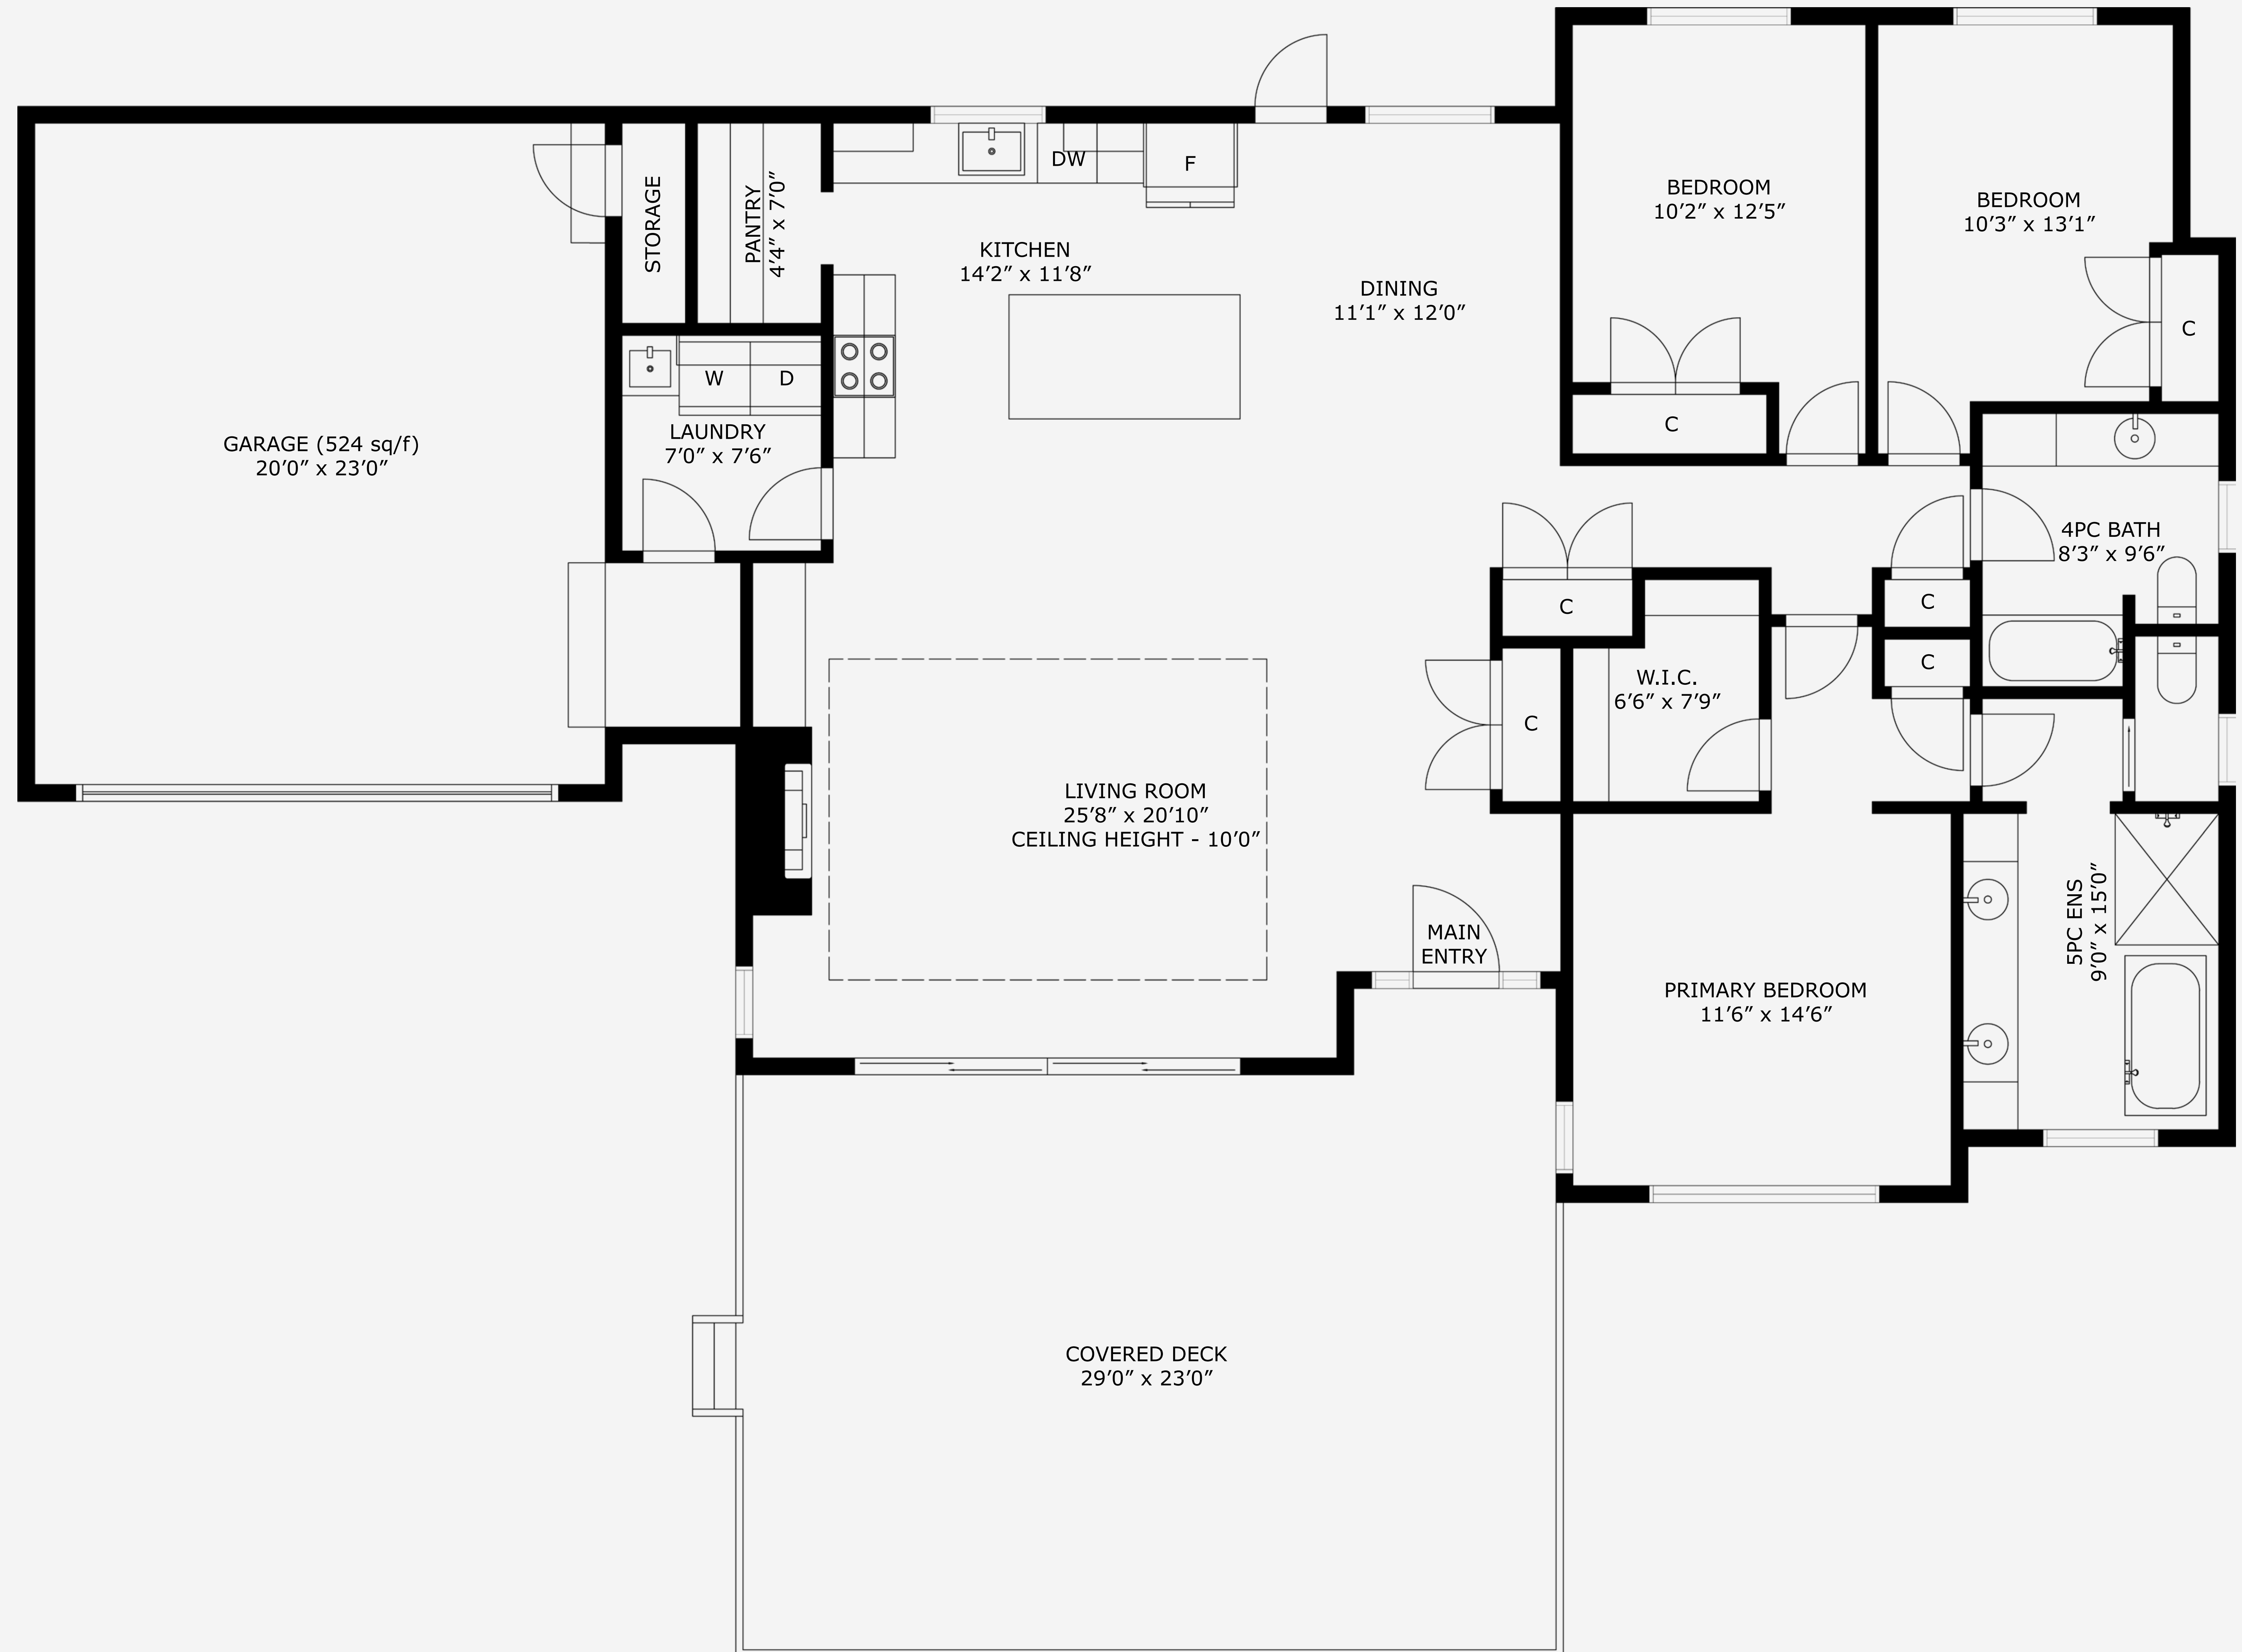 BEDROOM
10'2” x 12'5”
BEDROOM
10'3” x 13'1”
DW
F
STORAGE
PANTRY
4'4” x 7'0”
KITCHEN
14'2” x 11'8”
DINING
11'1” x 12'0”
C
W
D
C
LAUNDRY
7'0” x 7'6”
GARAGE (524 sq/f)
20'0” x 23'0”
4PC BATH
8'3” x 9'6”
C
C
C
W.I.C.
6'6” x 7'9”
C
LIVING ROOM
25'8” x 20'10”
CEILING HEIGHT - 10'0”
MAIN
ENTRY
5PC ENS
9'0” x 15'0”
PRIMARY BEDROOM
11'6” x 14'6”
COVERED DECK
29'0” x 23'0”